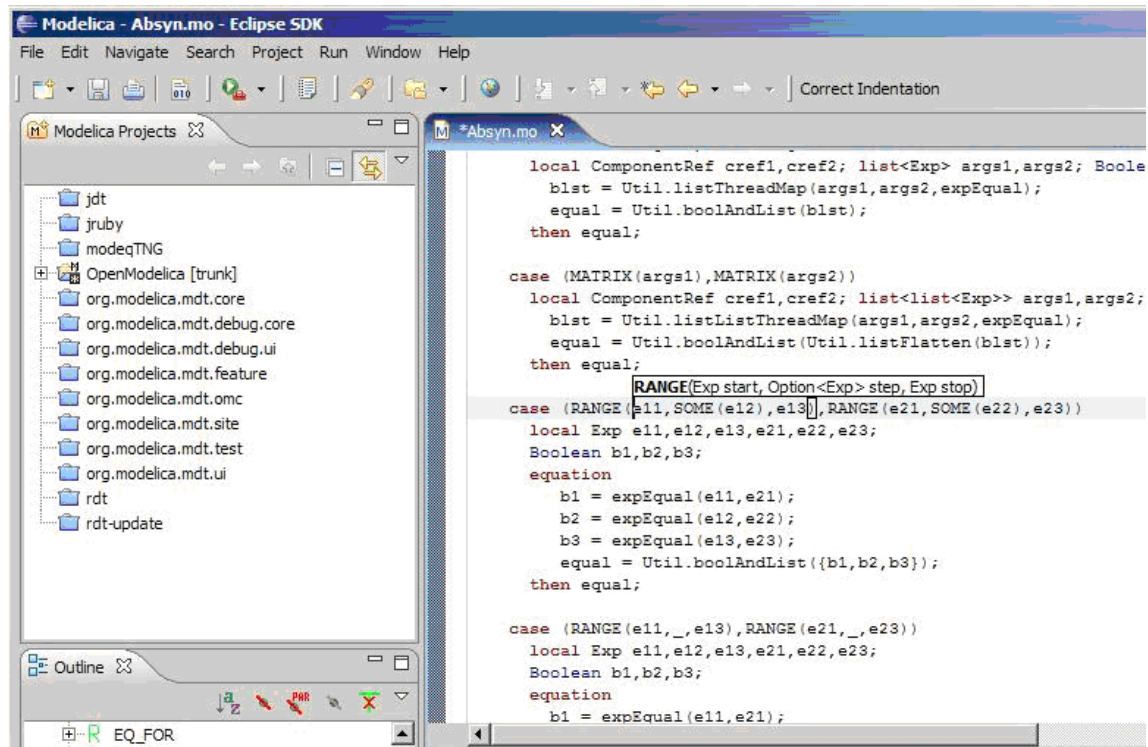 Modelica - Absyn.mo - Eclipse SDK
File Edit Navigate Search Project Run Window Help
010
Correct Indentation
Modelica Projects
jdt
jruby
modeqTNG
OpenModelica [trunk]
org.modelica.mdt.core
org.modelica.mdt.debug.core
org.modelica.mdt.debug.ui
org.modelica.mdt.feature
org.modelica.mdt.omc
org.modelica.mdt.site
org.modelica.mdt.test
org.modelica.mdt.ui
rdt
rdt-update
Outline
EQ_FOR
*Absyn.mo
local ComponentRef cref1,cref2; list<Exp> args1,args2; Boole
blst = Util.listThreadMap(args1,args2,expEqual);
equal = Util.boolAndList(blst);
then equal;
case (MATRIX(args1),MATRIX(args2))
local ComponentRef cref1,cref2; list<list<Exp>> args1,args2;
blst = Util.listListThreadMap(args1,args2,expEqual);
equal = Util.boolAndList(Util.listFlatten(blst));
then equal;
RANGE(Exp start, Option<Exp> step, Exp stop)
case (RANGE(e11,SOME(e12),e13),RANGE(e21,SOME(e22),e23))
local Exp e11,e12,e13,e21,e22,e23;
Boolean b1,b2,b3;
equation
b1 = expEqual(e11,e21);
b2 = expEqual(e12,e22);
b3 = expEqual(e13,e23);
equal = Util.boolAndList({b1,b2,b3});
then equal;
case (RANGE(e11,_,e13),RANGE(e21,_,e23))
local Exp e11,e12,e13,e21,e22,e23;
Boolean b1,b2,b3;
equation
b1 = expEqual(e11,e21);